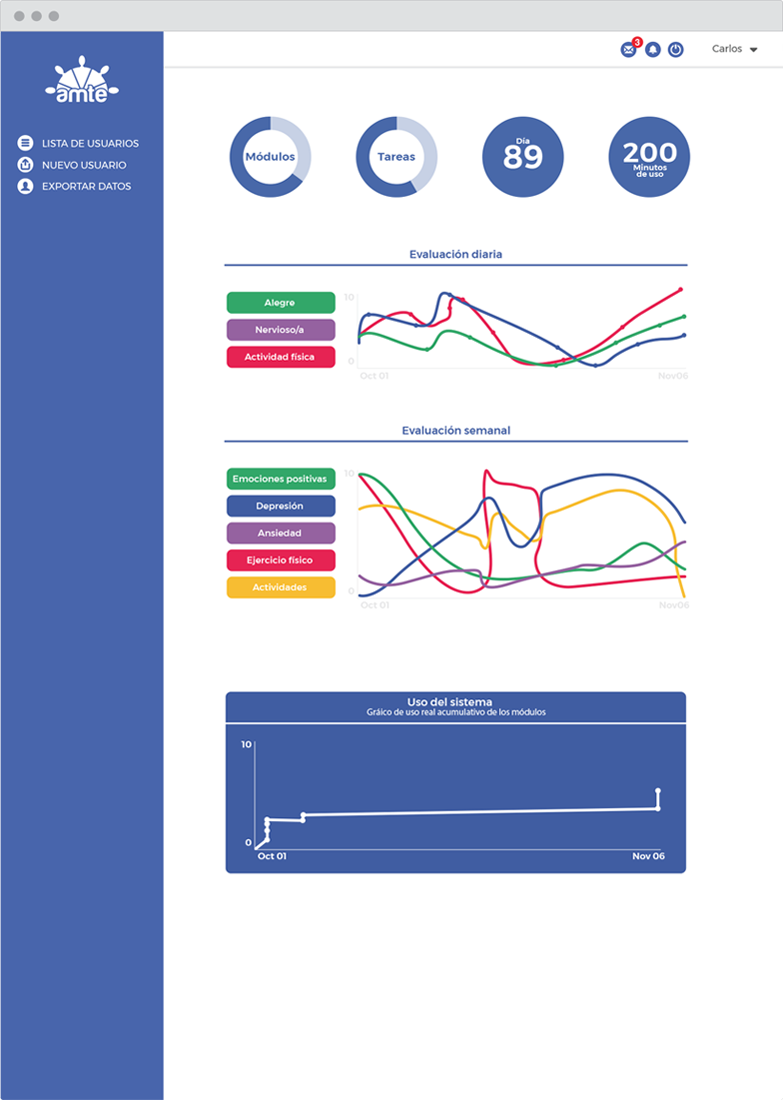 3
Carlos
amte
LISTA DE USUARIOS
NUEVO USUARIO
EXPORTAR DATOS
Módulos
Tareas
Día
89
200
Minutos
de uso
Evaluación diaria
Alegre
Nervioso/a
Actividad física
10
0
Oct 01
Nov06
Evaluación semanal
Emociones positivas
Depresión
Ansiedad
Ejercicio físico
Actividades
10
0
Oct 01
Nov06
Uso del sistema
Gráico de uso real acumulativo de los módulos
10
0
Oct 01
Nov 06